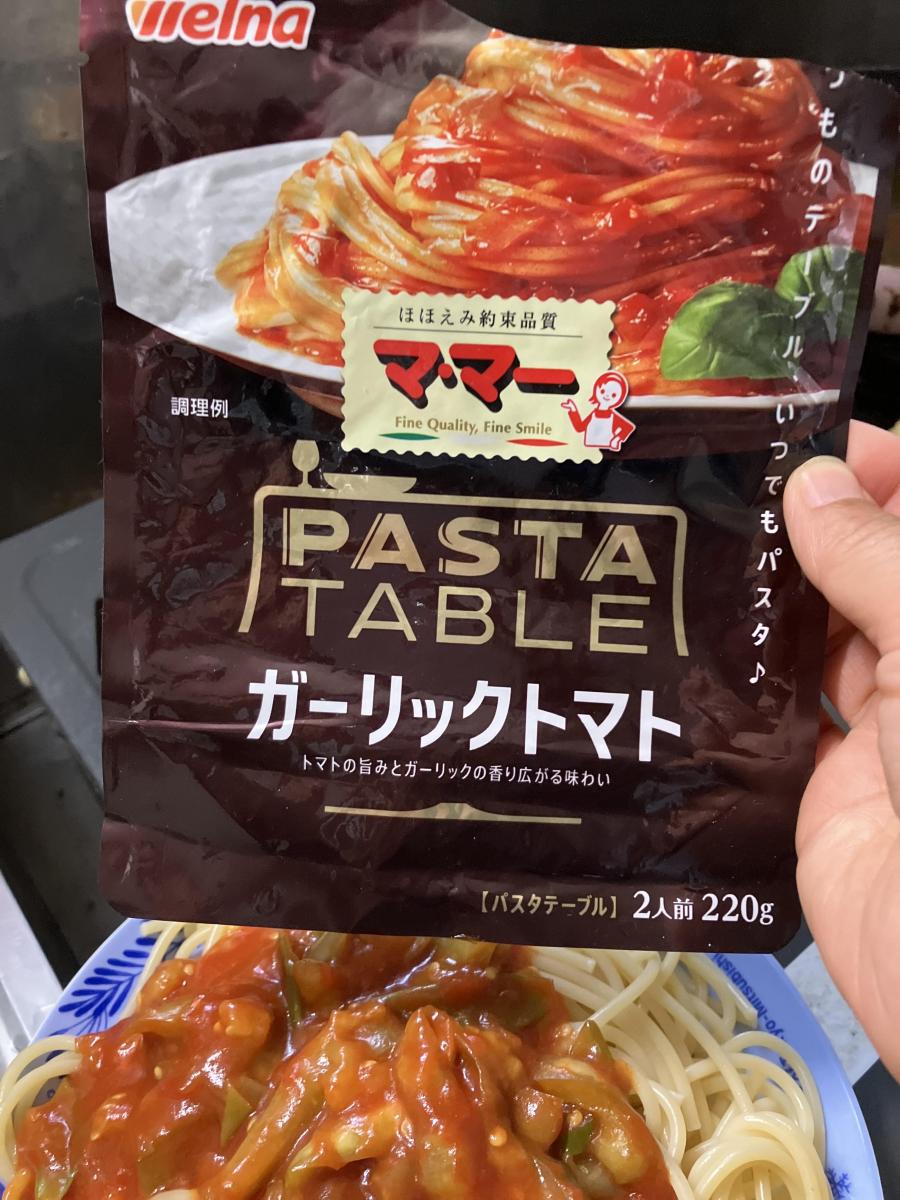 Welna
つものテーブル いつでもパスタ♪
ほほえみ約束品質
マ・マー
Fine Quality, Fine Smile
調理例
PASTA
TABLE
ガーリックトマト
トマトの旨みとガーリックの香り広がる味わい
【パスタテーブル】 2人前 220g
yo-Mitsubishi